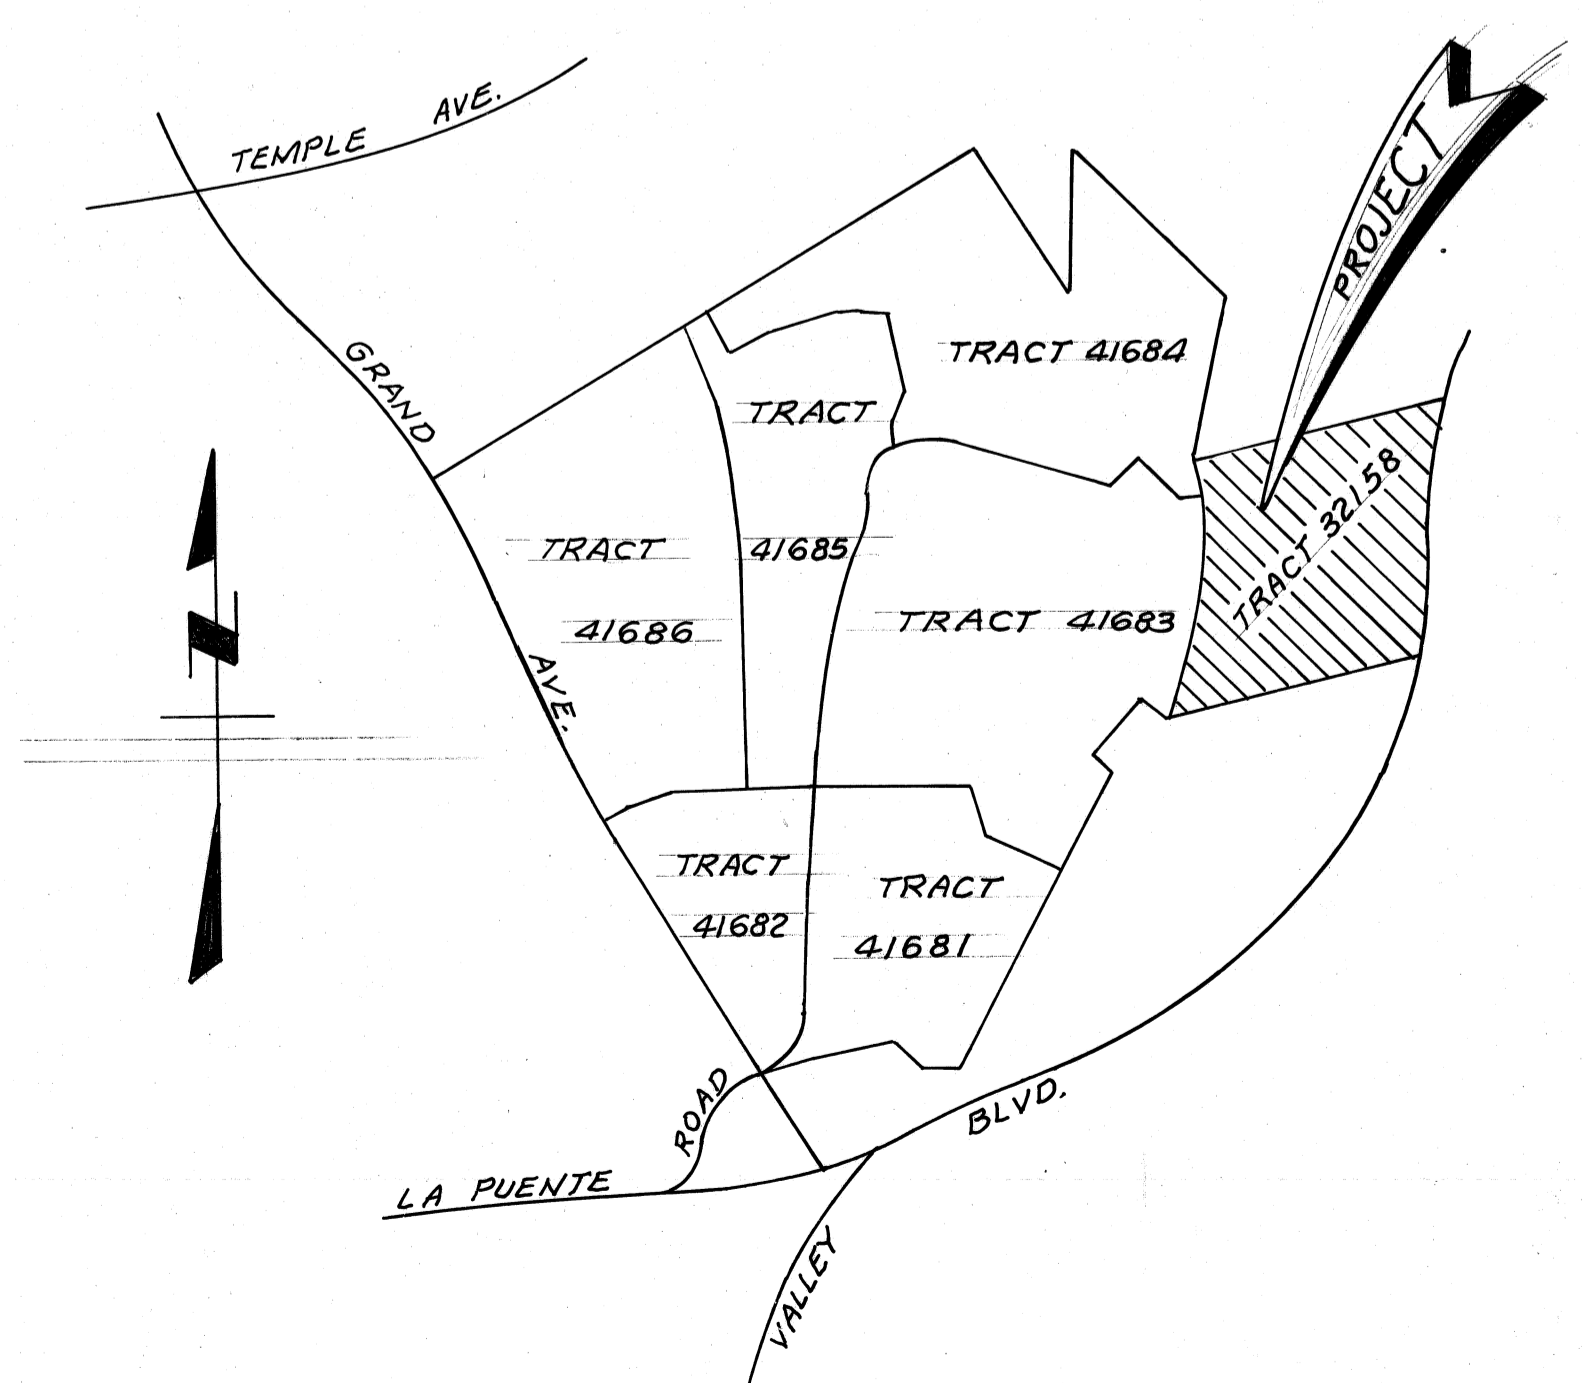 TEMPLE AVE.
PROJECT
GRAND AVE.
TRACT 41684
TRACT
41685
TRACT 32158
TRACT
41686
TRACT 41683
TRACT
41682
TRACT
41681
LA PUENTE ROAD
VALLEY BLVD.
N